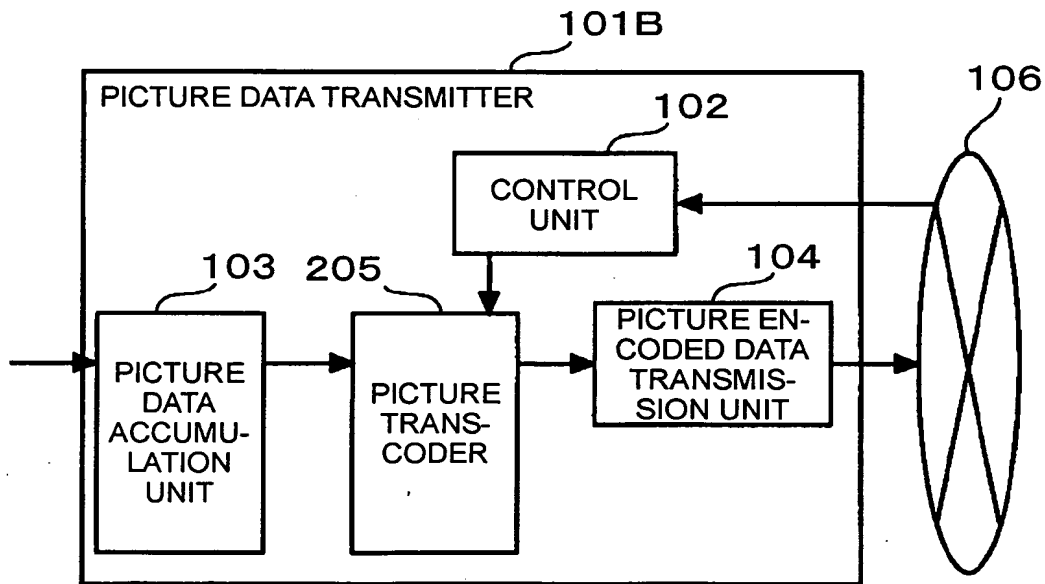 101B
PICTURE DATA TRANSMITTER
106
102
CONTROL
UNIT
103
205
104
PICTURE
DATA
ACCUMU-
LATION
UNIT
PICTURE
TRANS-
CODER
PICTURE EN-
CODED DATA
TRANSMIS-
SION UNIT